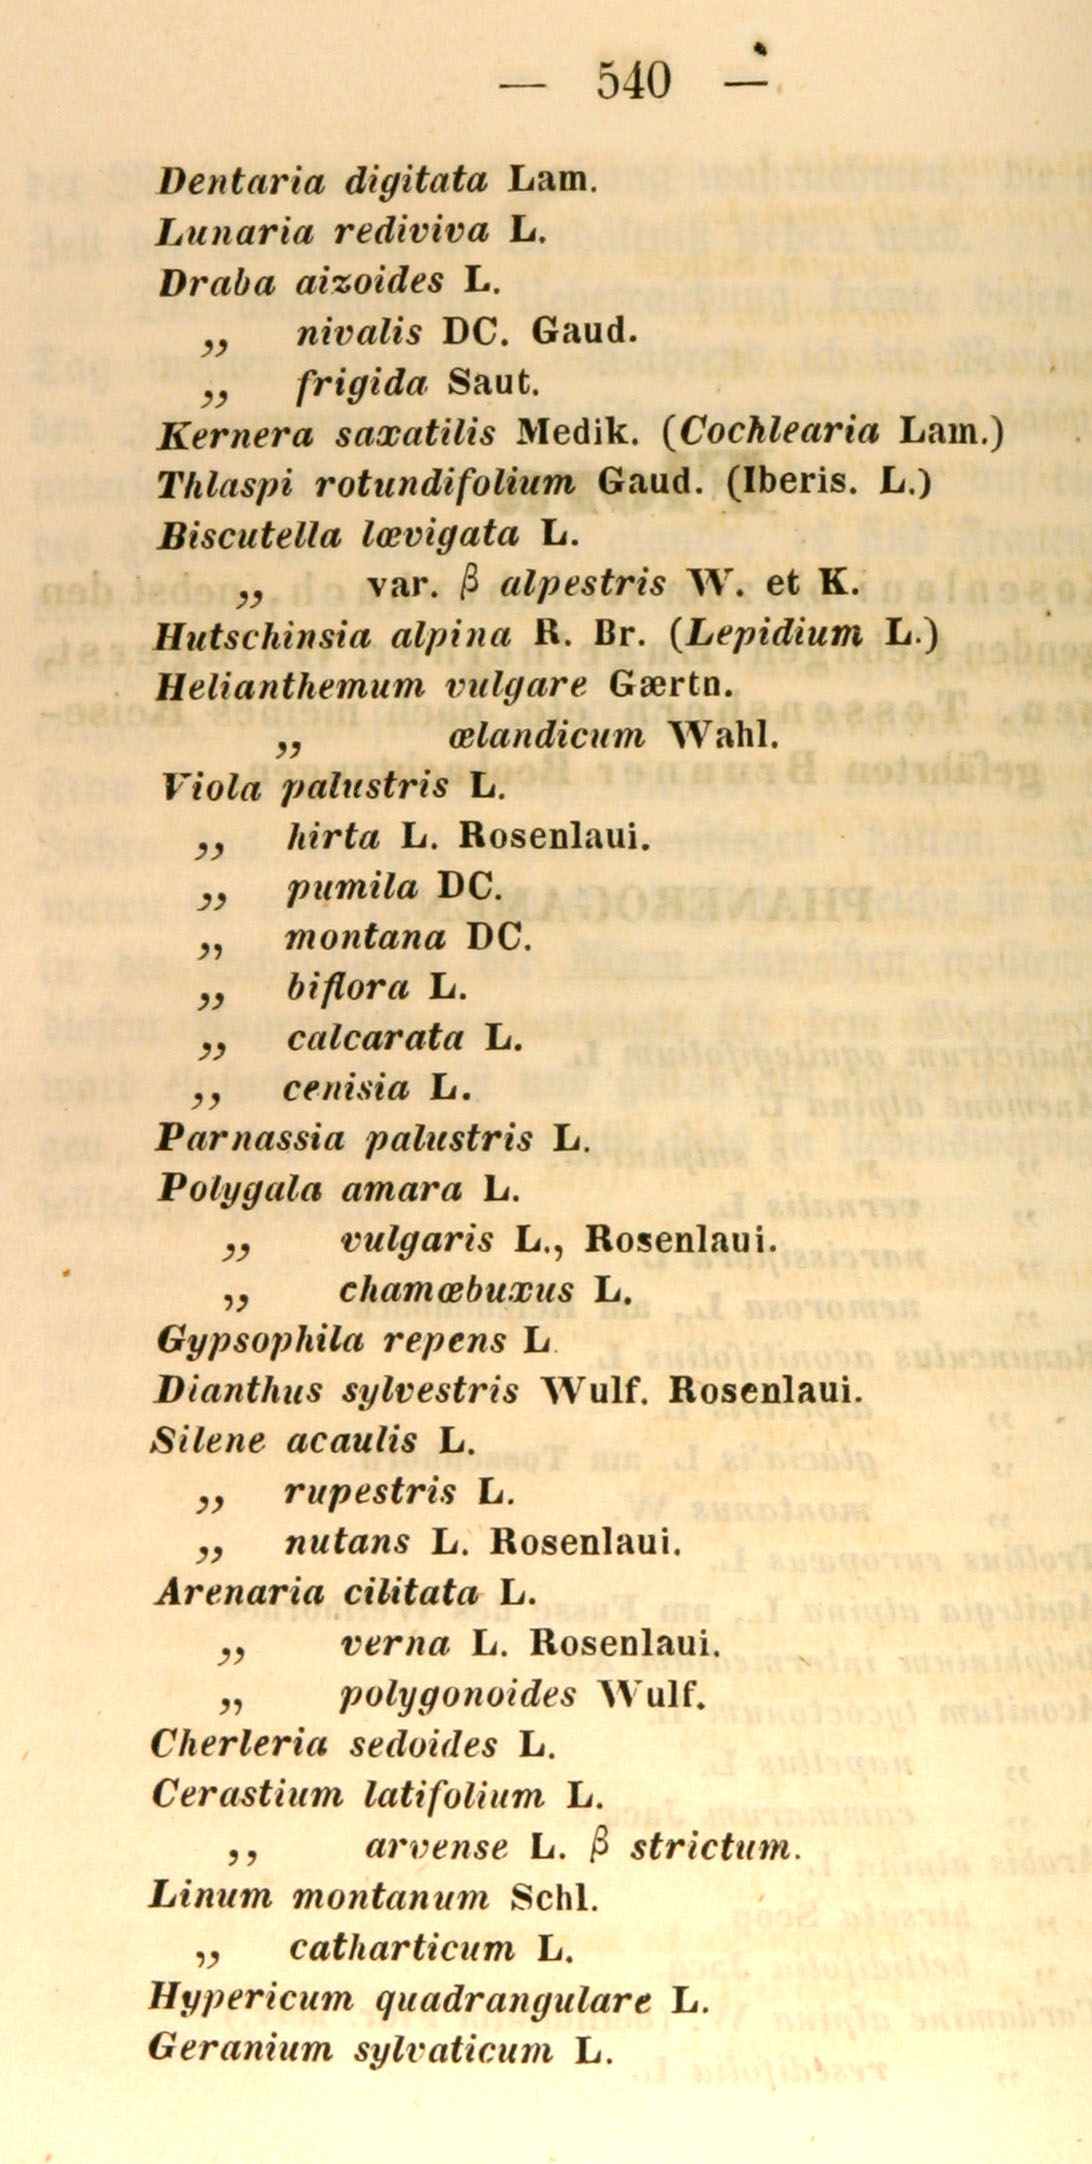 — 540 —
Dentaria digitata Lam.
Lunaria rediviva L.
Draba aizoides L.
„ nivalis DC. Gaud.
„ frigida Saut.
Kernera saxatilis Medik. (Cochlearia Lam.)
Thlaspi rotundifolium Gaud. (Iberis. L.)
Biscutella lœvigata L.
„ var. β alpestris W. et K.
Hutschinsia alpina R. Br. (Lepidium L.)
Helianthemum vulgare Gærtn.
„ œlandicum Wahl.
Viola palustris L.
„ hirta L. Rosenlaui.
„ pumila DC.
„ montana DC.
„ biflora L.
„ calcarata L.
„ cenisia L.
Parnassia palustris L.
Polygala amara L.
„ vulgaris L., Rosenlaui.
„ chamœbuxus L.
Gypsophila repens L.
Dianthus sylvestris Wulf. Rosenlaui.
Silene acaulis L.
„ rupestris L.
„ nutans L. Rosenlaui.
Arenaria cilitata L.
„ verna L. Rosenlaui.
„ polygonoides Wulf.
Cherleria sedoides L.
Cerastium latifolium L.
„ arvense L. β strictum.
Linum montanum Schl.
„ catharticum L.
Hypericum quadrangulare L.
Geranium sylvaticum L.